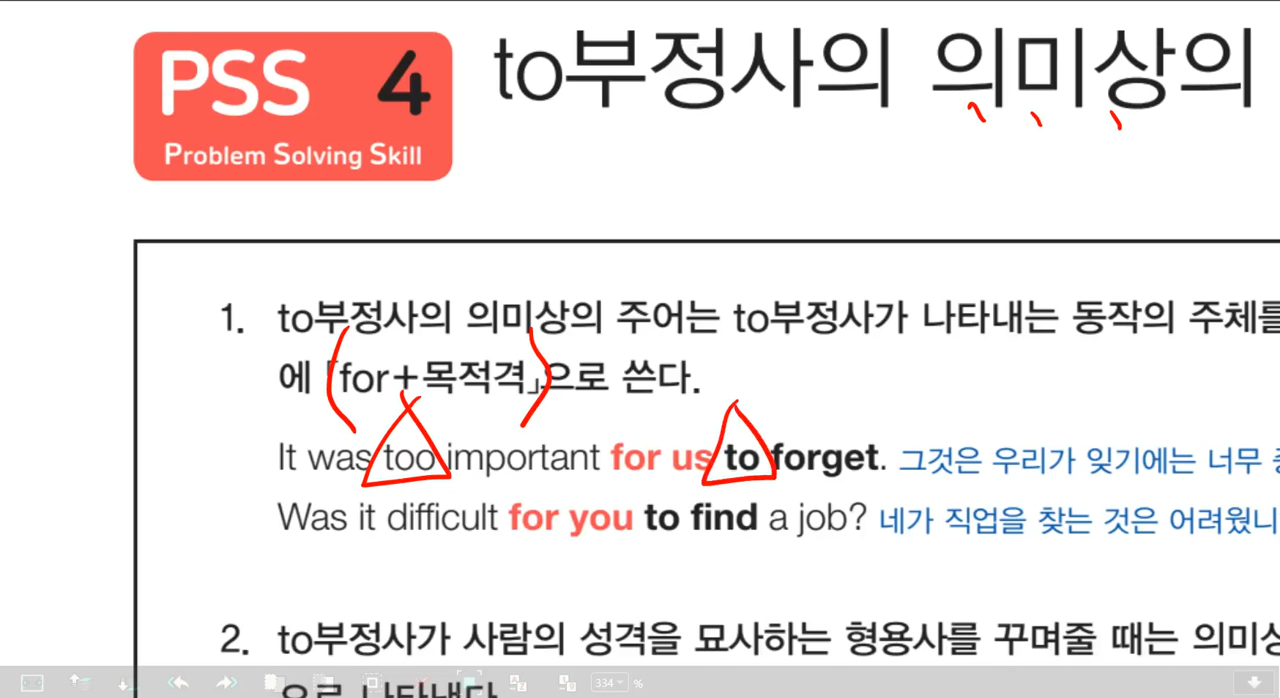 PSS 4
Problem Solving Skill
to부정사의 의미상의
1. to부정사의 의미상의 주어는 to부정사가 나타내는 동작의 주체를
에 「for+목적격」으로 쓴다.
It was too important for us to forget. 그것은 우리가 잊기에는 너무
Was it difficult for you to find a job? 네가 직업을 찾는 것은 어려웠니
2. to부정사가 사람의 성격을 묘사하는 형용사를 꾸며줄 때는 의미상
으로 나타낸다.
334 %